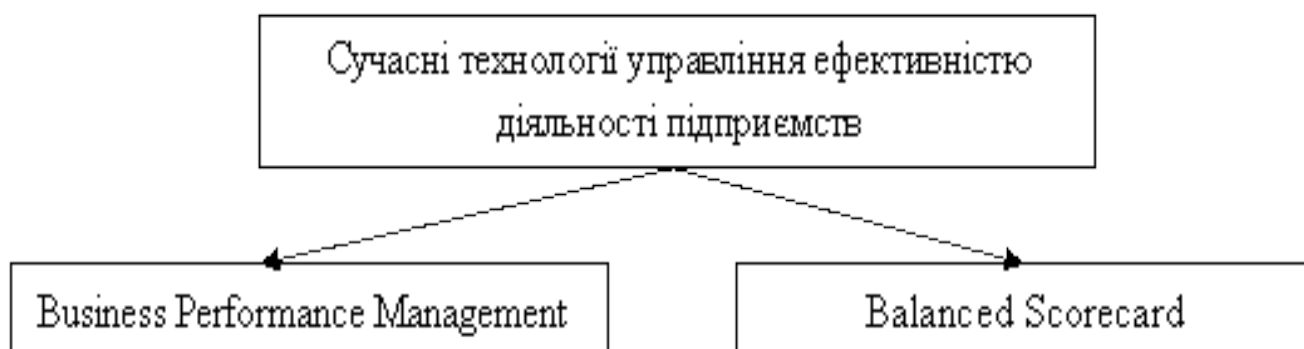 Сучасні технології управління ефективністю
діяльності підприємств
Business Performance Management
Balanced Scorecard